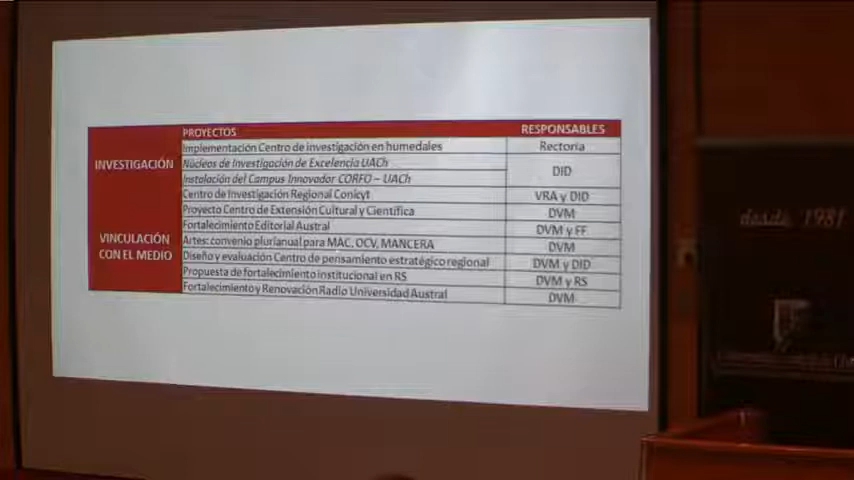 PROYECTOS RESPONSABLES
INVESTIGACIÓN
Implementación Centro de investigación en humedales Rectoría
Núcleos de Investigación de Excelencia UACh
DID
Instalación del Campus Innovador CORFO – UACh
Centro de Investigación Regional Conicyt VRA y DID
VINCULACIÓN
CON EL MEDIO
Proyecto Centro de Extensión Cultural y Científica DVM
Fortalecimiento Editorial Austral DVM y FF
Artes: convenio plurianual para MAC, OCV, MANCERA DVM
Diseño y evaluación Centro de pensamiento estratégico regional DVM y DID
Propuesta de fortalecimiento institucional en RS DVM y RS
Fortalecimiento y Renovación Radio Universidad Austral DVM
desde 1981